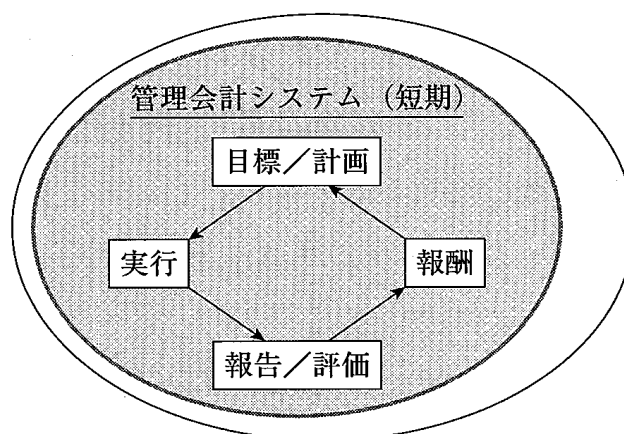 管理会計システム（短期）
目標／計画
実行
報酬
報告／評価